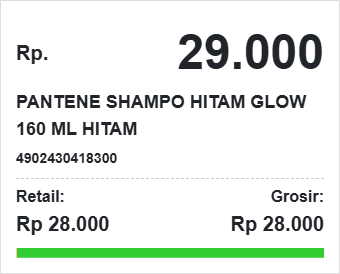 Rp. 29.000
PANTENE SHAMPO HITAM GLOW
160 ML HITAM
4902430418300
Retail: Grosir:
Rp 28.000 Rp 28.000